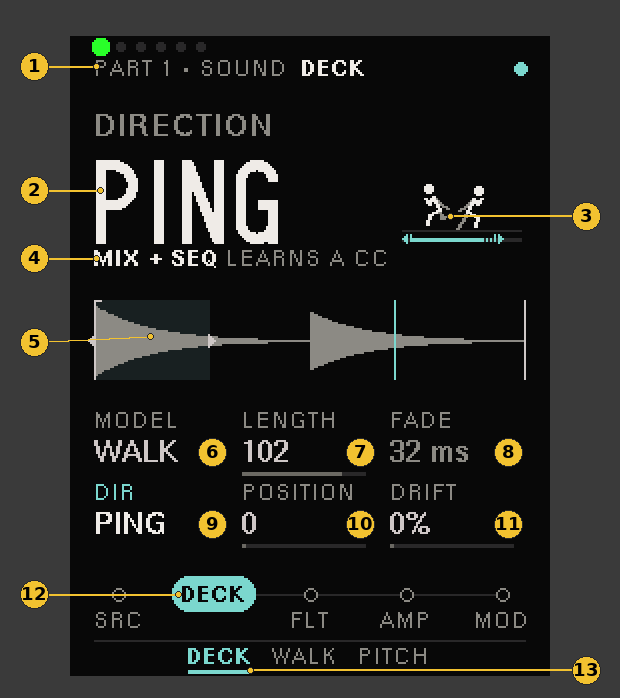 1 PART 1 · SOUND DECK
DIRECTION
2 PING 3
4 MIX + SEQ LEARNS A CC
5
MODEL LENGTH FADE
WALK 6 102 7 32 ms 8
DIR POSITION DRIFT
PING 9 0 10 0% 11
12 DECK
SRC FLT AMP MOD
DECK WALK PITCH 13